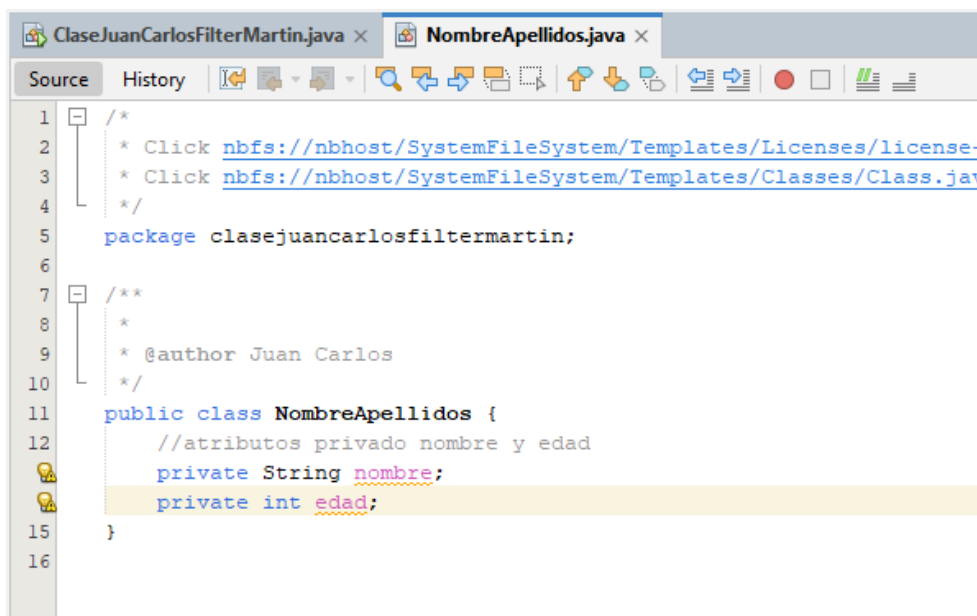 ClaseJuanCarlosFilterMartin.java × NombreApellidos.java ×
Source History
1 /*
2 * Click nbfs://nbhost/SystemFileSystem/Templates/Licenses/license-
3 * Click nbfs://nbhost/SystemFileSystem/Templates/Classes/Class.jav
4 */
5 package clasejuancarlosfiltermartin;
6
7 /**
8 *
9 * @author Juan Carlos
10 */
11 public class NombreApellidos {
12 //atributos privado nombre y edad
private String nombre;
private int edad;
15 }
16